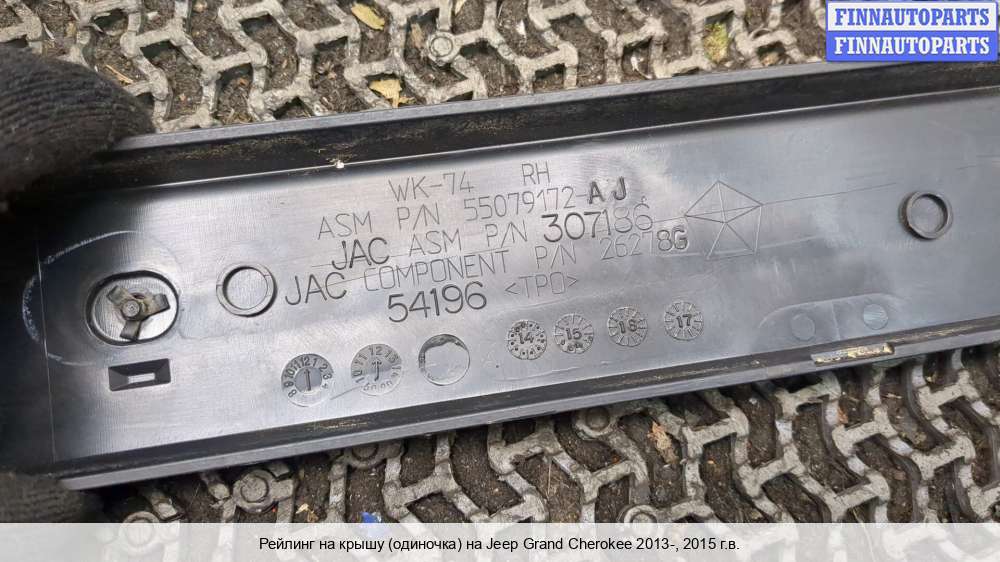 FINNAUTOPARTS
FINNAUTOPARTS
WK-74 RH
ASM P/N 55079172-AJ
JAC ASM P/N 307186
JAC COMPONENT P/N 26278G
54196 <TPO>
14 15 16 17
Рейлинг на крышу (одиночка) на Jeep Grand Cherokee 2013-, 2015 г.в.